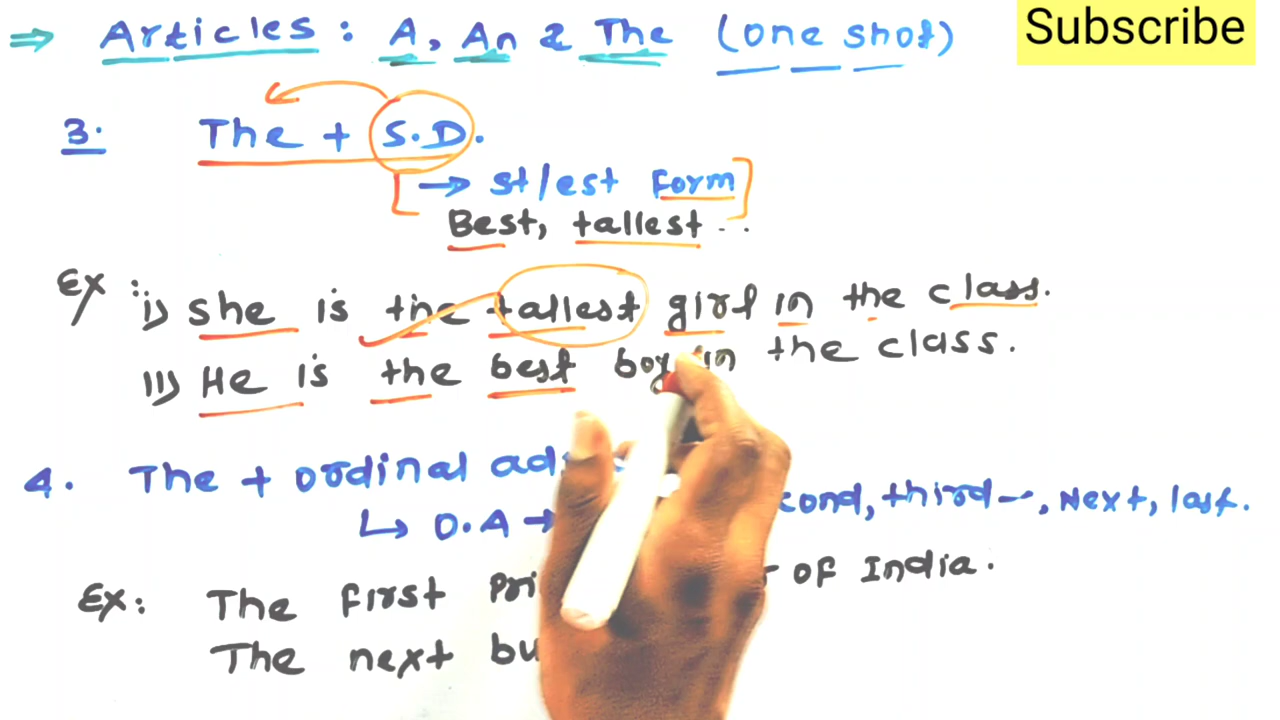 ⇒ Articles: A, An & The (one shot)
Subscribe
3. The + S.D.
→ st/est Form
Best, tallest ..
Ex: i) She is the tallest girl in the class.
ii) He is the best boy in the class.
4. The + ordinal
↳ O.A → third —, Next, last.
Ex: The first of India.
The next